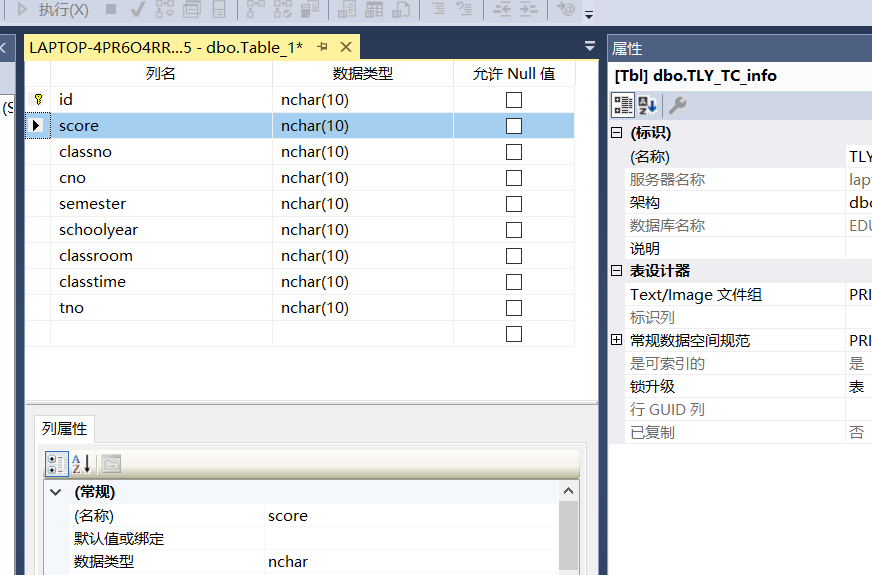 执行(X)
LAPTOP-4PR6O4RR...5 - dbo.Table_1*
列名 数据类型 允许 Null 值
id nchar(10)
score nchar(10)
classno nchar(10)
cno nchar(10)
semester nchar(10)
schoolyear nchar(10)
classroom nchar(10)
classtime nchar(10)
tno nchar(10)
列属性
(常规)
(名称) score
默认值或绑定
数据类型 nchar
属性
[Tbl] dbo.TLY_TC_info
(标识)
(名称) TLY
服务器名称 lap
架构 dbo
数据库名称 EDU
说明
表设计器
Text/Image 文件组 PRI
标识列
常规数据空间规范 PRI
是可索引的 是
锁升级 表
行 GUID 列
已复制 否